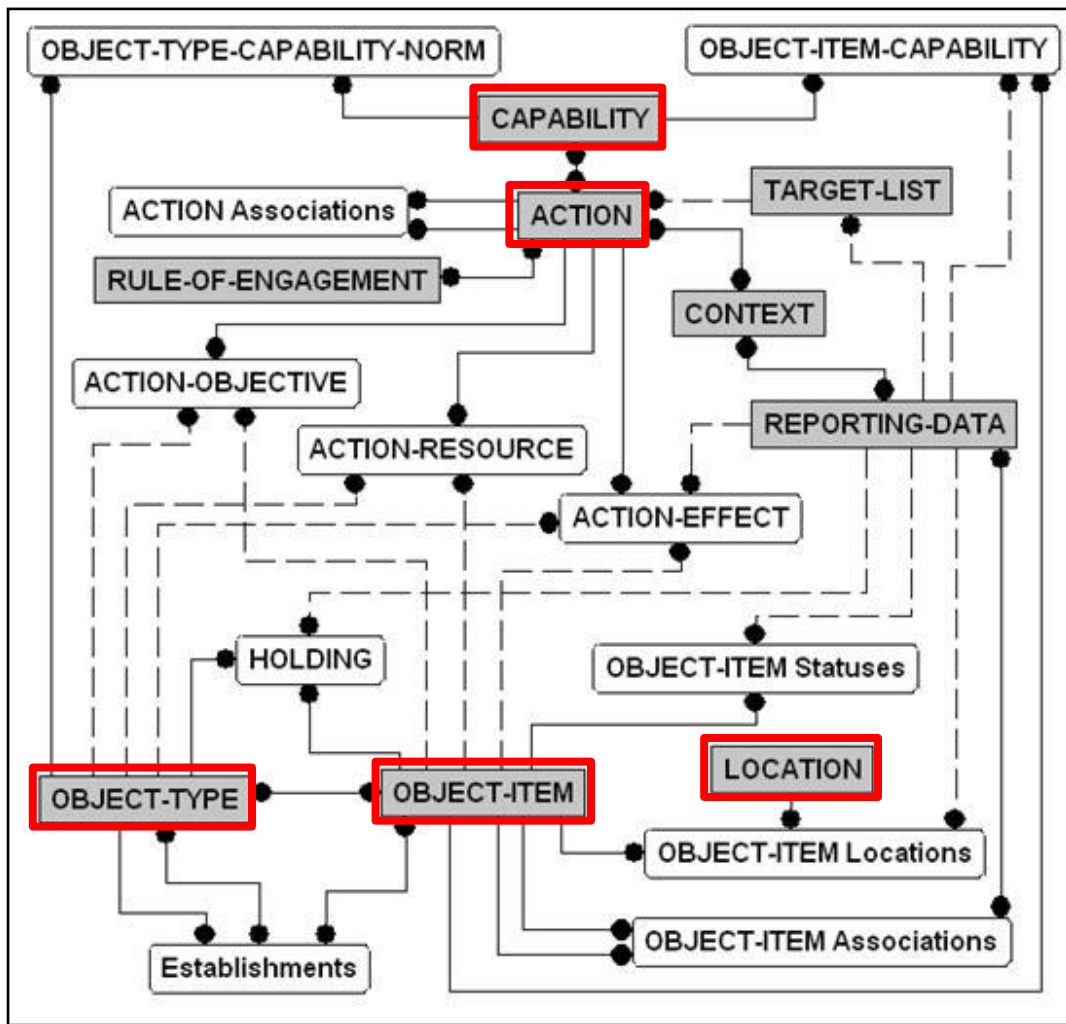 OBJECT-TYPE-CAPABILITY-NORM
OBJECT-ITEM-CAPABILITY
CAPABILITY
TARGET-LIST
ACTION Associations
ACTION
RULE-OF-ENGAGEMENT
CONTEXT
ACTION-OBJECTIVE
REPORTING-DATA
ACTION-RESOURCE
ACTION-EFFECT
HOLDING
OBJECT-ITEM Statuses
LOCATION
OBJECT-TYPE
OBJECT-ITEM
OBJECT-ITEM Locations
OBJECT-ITEM Associations
Establishments